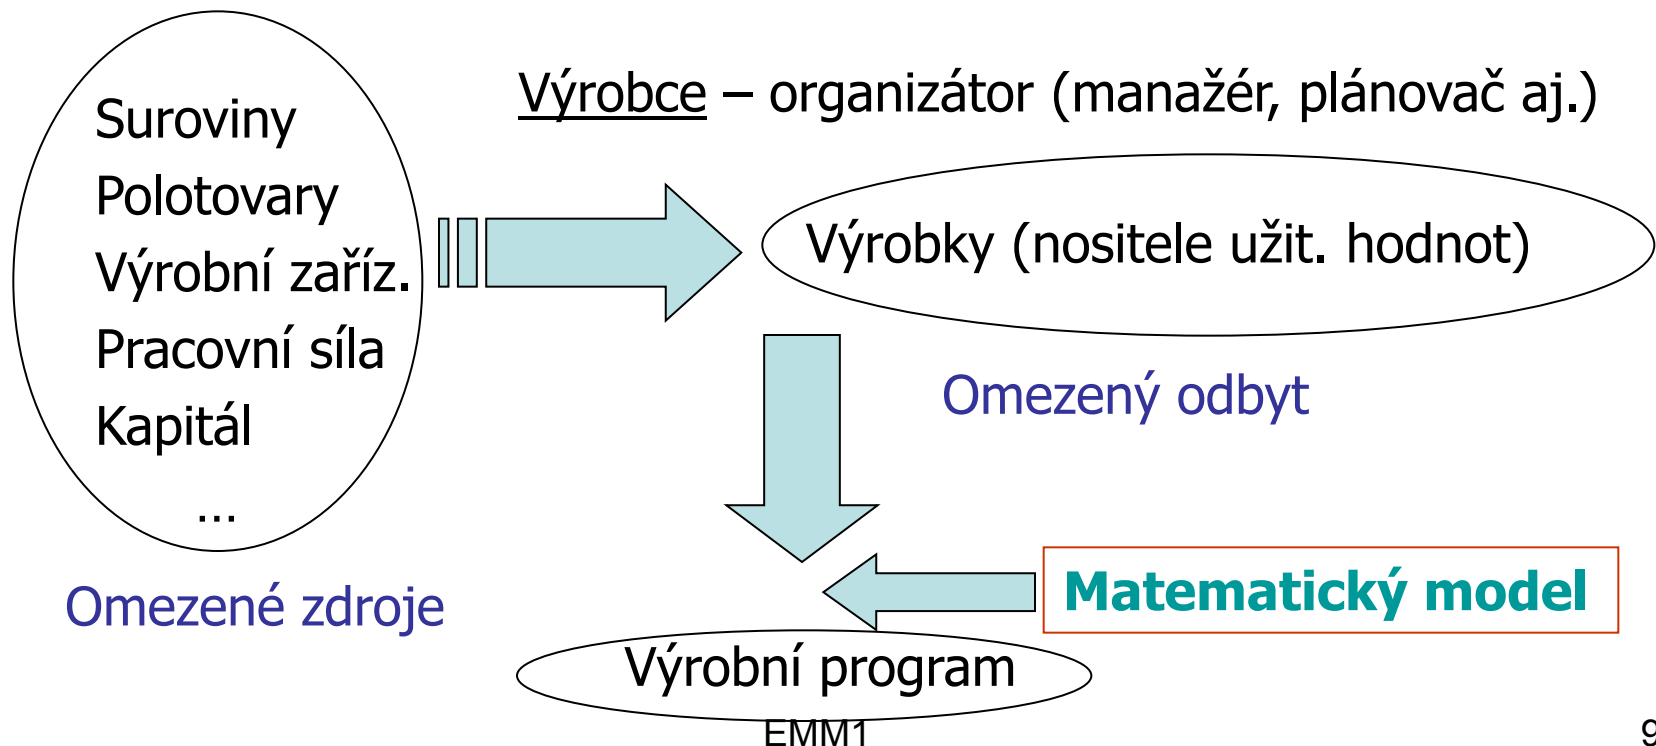 Výrobce – organizátor (manažér, plánovač aj.)
Suroviny
Polotovary
Výrobní zaříz.
Pracovní síla
Kapitál
...
Omezené zdroje
Výrobky (nositele užit. hodnot)
Omezený odbyt
Matematický model
Výrobní program
EMM1
9